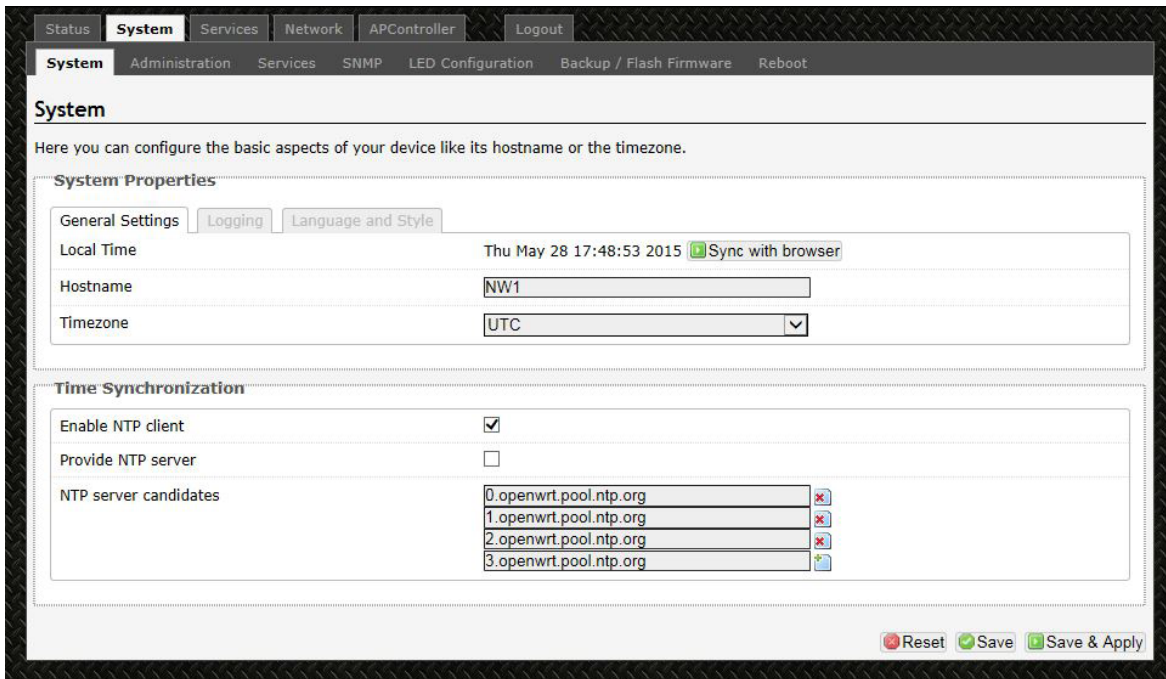 Status System Services Network APController Logout
System Administration Services SNMP LED Configuration Backup / Flash Firmware Reboot
System
Here you can configure the basic aspects of your device like its hostname or the timezone.
System Properties
General Settings Logging Language and Style
Local Time Thu May 28 17:48:53 2015 Sync with browser
Hostname NW1
Timezone UTC
Time Synchronization
Enable NTP client
Provide NTP server
NTP server candidates 0.openwrt.pool.ntp.org
1.openwrt.pool.ntp.org
2.openwrt.pool.ntp.org
3.openwrt.pool.ntp.org
Reset Save Save & Apply